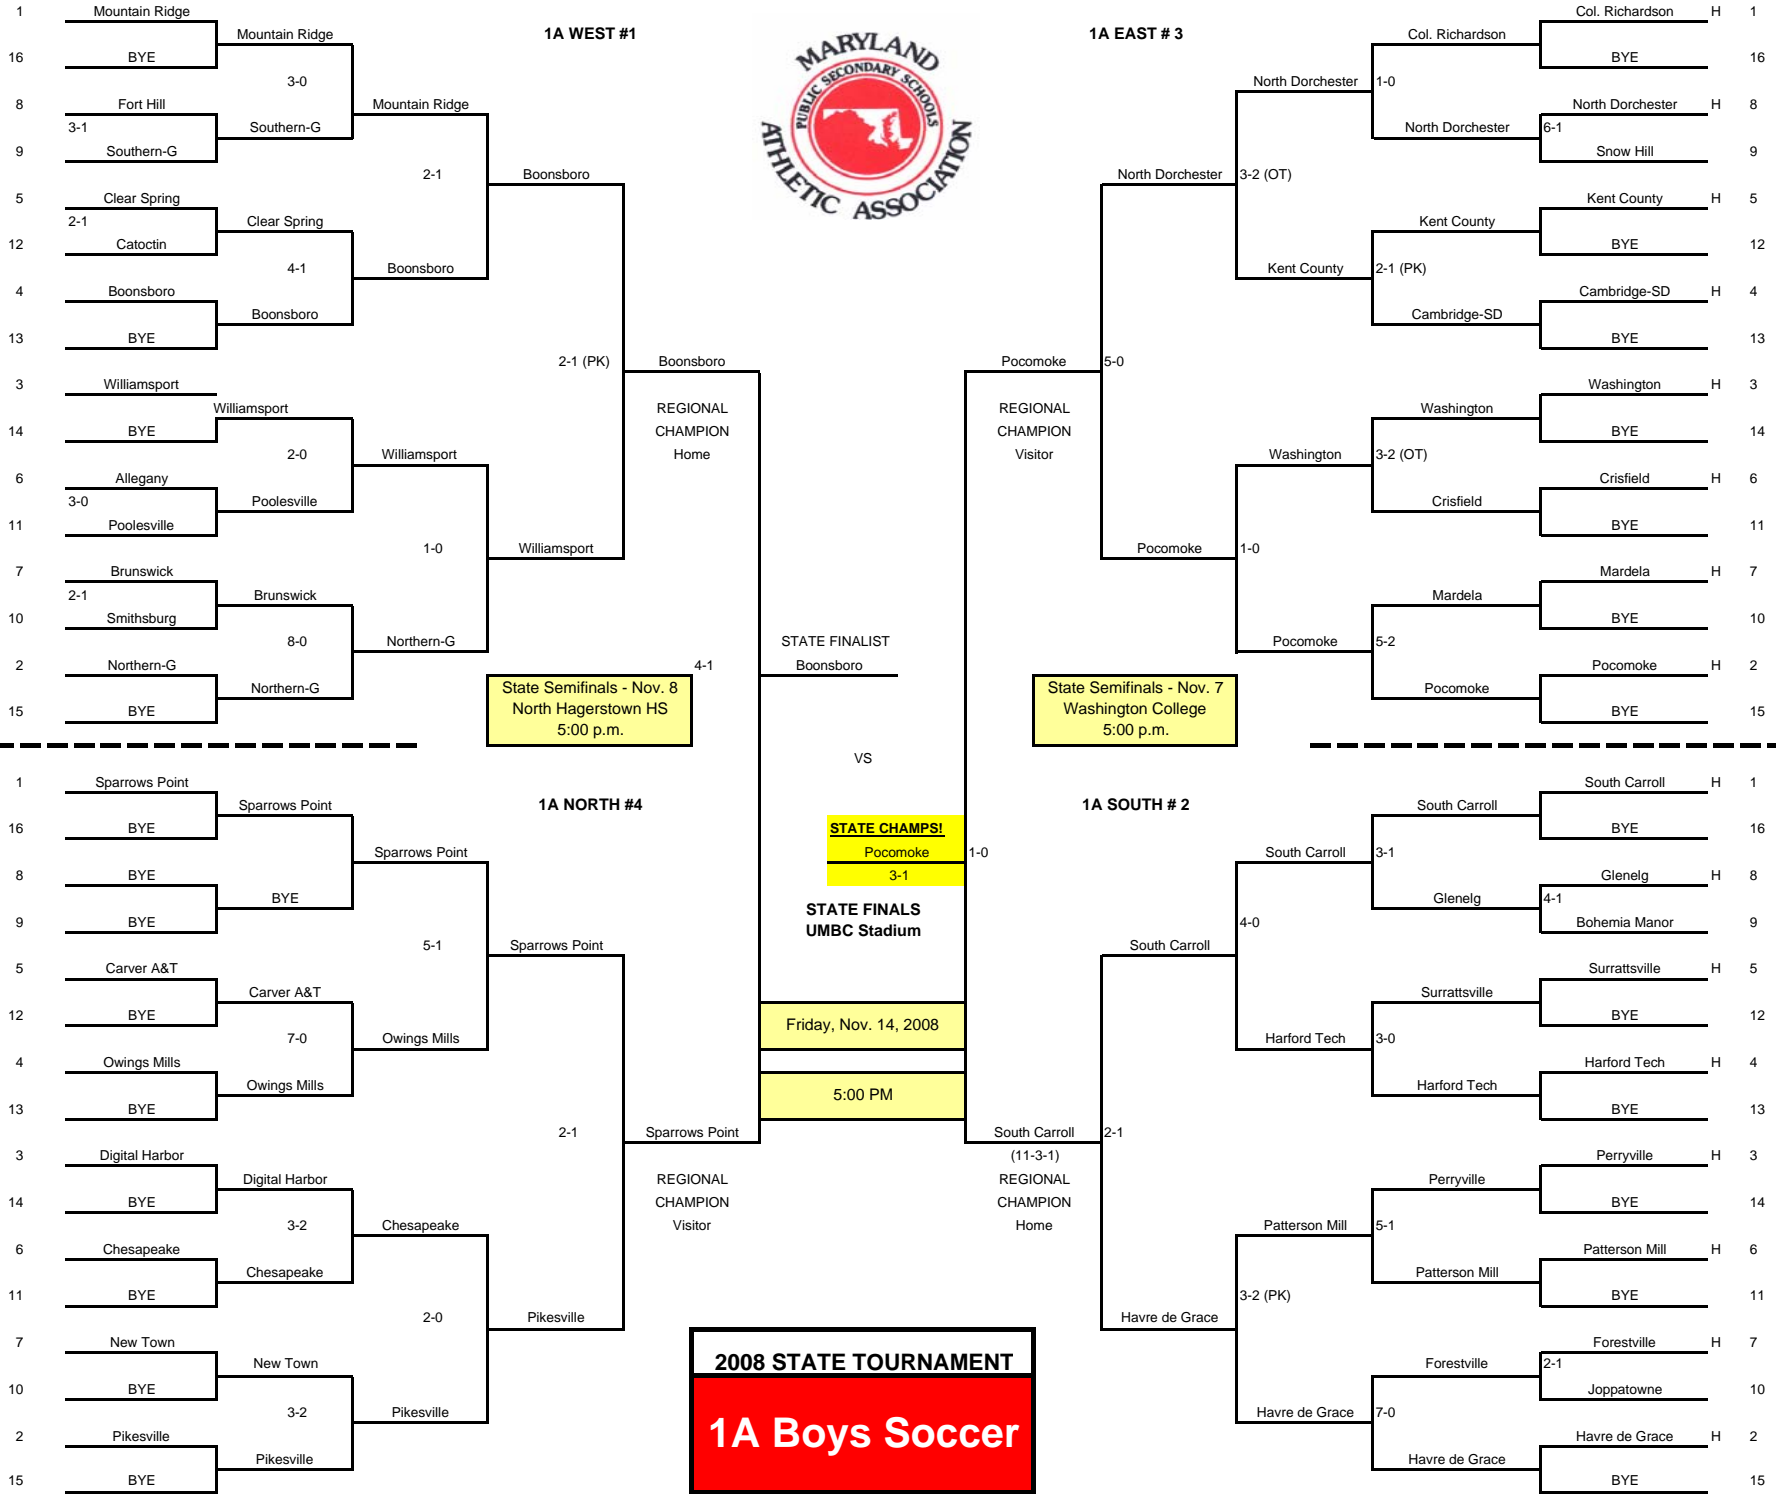 1A WEST #1
1 Mountain Ridge
Mountain Ridge
16 BYE
3-0
8 Fort Hill
Mountain Ridge
3-1
Southern-G
9 Southern-G
2-1
Boonsboro
5 Clear Spring
2-1
Clear Spring
12 Catoctin
4-1
Boonsboro
4 Boonsboro
Boonsboro
13 BYE
2-1 (PK)
Boonsboro
REGIONAL
CHAMPION
Home
3 Williamsport
Williamsport
14 BYE
2-0
Williamsport
6 Allegany
3-0
Poolesville
11 Poolesville
1-0
Williamsport
7 Brunswick
2-1
Brunswick
10 Smithsburg
8-0
Northern-G
2 Northern-G
Northern-G
15 BYE
4-1
State Semifinals - Nov. 8
North Hagerstown HS
5:00 p.m.
STATE FINALIST
Boonsboro
VS
MARYLAND
PUBLIC SECONDARY SCHOOLS
ATHLETIC ASSOCIATION
1A EAST # 3
Col. Richardson H 1
Col. Richardson
BYE 16
North Dorchester
1-0
North Dorchester H 8
North Dorchester
6-1
Snow Hill 9
North Dorchester
3-2 (OT)
Kent County H 5
Kent County
BYE 12
Kent County
2-1 (PK)
Cambridge-SD H 4
Cambridge-SD
BYE 13
Pocomoke
5-0
REGIONAL
CHAMPION
Visitor
Washington H 3
Washington
BYE 14
Washington
3-2 (OT)
Crisfield H 6
Crisfield
BYE 11
Pocomoke
1-0
Mardela H 7
Mardela
BYE 10
Pocomoke
5-2
Pocomoke H 2
Pocomoke
BYE 15
State Semifinals - Nov. 7
Washington College
5:00 p.m.
1A NORTH #4
1 Sparrows Point
Sparrows Point
16 BYE
Sparrows Point
8 BYE
BYE
9 BYE
5-1
Sparrows Point
5 Carver A&T
Carver A&T
12 BYE
7-0
Owings Mills
4 Owings Mills
Owings Mills
13 BYE
2-1
Sparrows Point
REGIONAL
CHAMPION
Visitor
3 Digital Harbor
Digital Harbor
14 BYE
3-2
Chesapeake
6 Chesapeake
Chesapeake
11 BYE
2-0
Pikesville
7 New Town
New Town
10 BYE
3-2
Pikesville
2 Pikesville
Pikesville
15 BYE
STATE CHAMPS!
Pocomoke
1-0
3-1
STATE FINALS
UMBC Stadium
Friday, Nov. 14, 2008
5:00 PM
1A SOUTH # 2
South Carroll H 1
South Carroll
BYE 16
South Carroll
3-1
Glenelg H 8
Glenelg
4-1
Bohemia Manor 9
South Carroll
4-0
Surrattsville H 5
Surrattsville
BYE 12
Harford Tech
3-0
Harford Tech H 4
Harford Tech
BYE 13
South Carroll
2-1
(11-3-1)
REGIONAL
CHAMPION
Home
Perryville H 3
Perryville
BYE 14
Patterson Mill
5-1
Patterson Mill H 6
Patterson Mill
BYE 11
3-2 (PK)
Havre de Grace
Forestville H 7
Forestville
2-1
Joppatowne 10
Havre de Grace
7-0
Havre de Grace H 2
Havre de Grace
BYE 15
2008 STATE TOURNAMENT
1A Boys Soccer